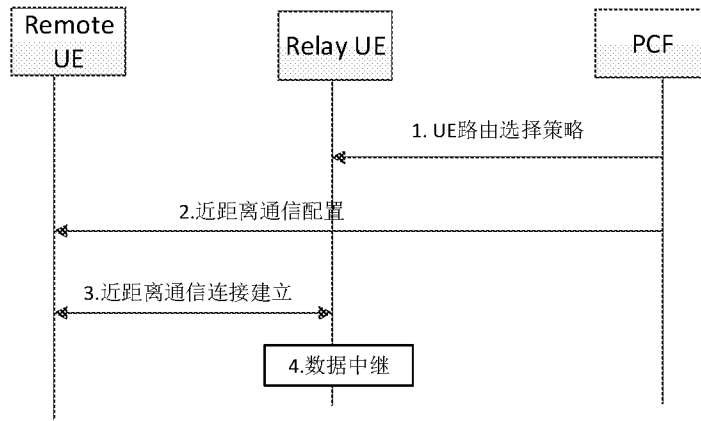 Remote
UE
Relay UE
PCF
1. UE路由选择策略
2.近距离通信配置
3.近距离通信连接建立
4.数据中继